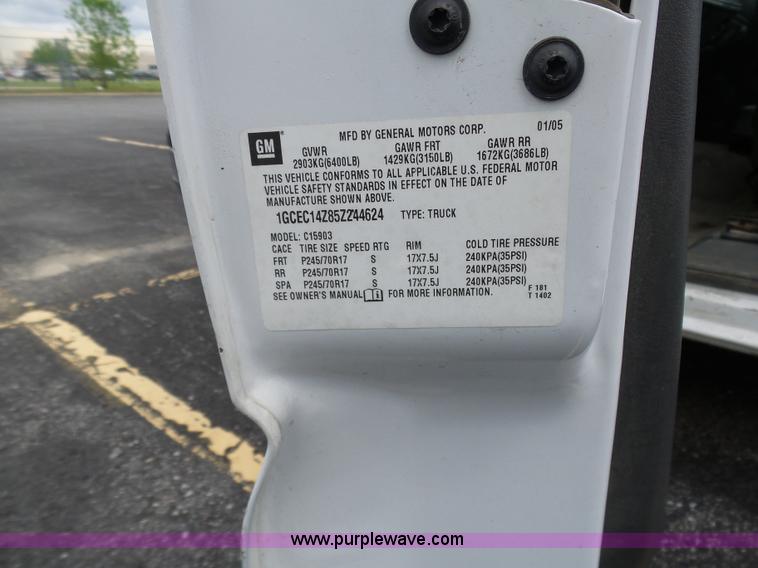 GM
MFD BY GENERAL MOTORS CORP. 01/05
GVWR GAWR FRT GAWR RR
2903KG(6400LB) 1429KG(3150LB) 1672KG(3686LB)
THIS VEHICLE CONFORMS TO ALL APPLICABLE U.S. FEDERAL MOTOR
VEHICLE SAFETY STANDARDS IN EFFECT ON THE DATE OF
MANUFACTURE SHOWN ABOVE.
1GCEC14Z85Z244624 TYPE: TRUCK
MODEL: C15903
CACE TIRE SIZE SPEED RTG RIM COLD TIRE PRESSURE
FRT P245/70R17 S 17X7.5J 240KPA(35PSI)
RR P245/70R17 S 17X7.5J 240KPA(35PSI)
SPA P245/70R17 S 17X7.5J 240KPA(35PSI)
SEE OWNER'S MANUAL FOR MORE INFORMATION.
F 181
T 1402
www.purplewave.com